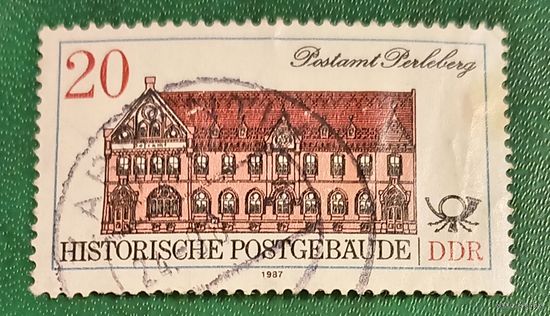 20 Postamt Perleberg
HISTORISCHE POSTGEBÄUDE | DDR
1987